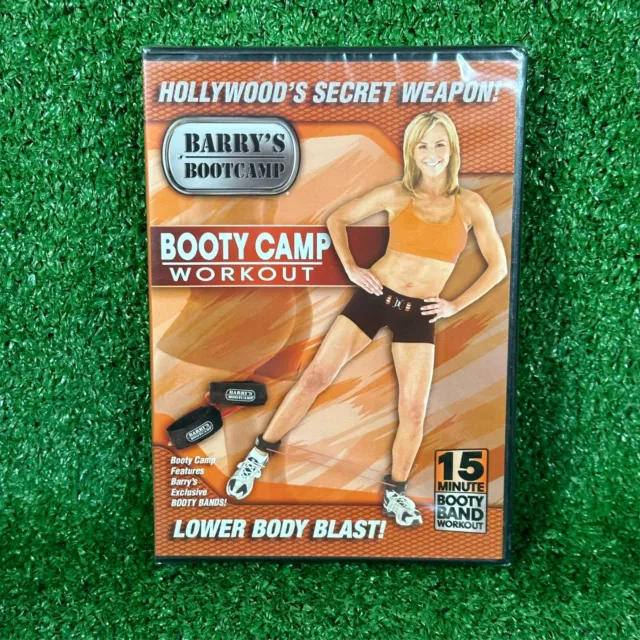 HOLLYWOOD'S SECRET WEAPON!
BARRY'S
BOOTCAMP
BOOTY CAMP
WORKOUT
BARRY'S
BOOTCAMP
BARRY'S
BOOTCAMP
Booty Camp
Features
Barry's
Exclusive
BOOTY BANDS!
15
MINUTE
BOOTY
BAND
WORKOUT
LOWER BODY BLAST!